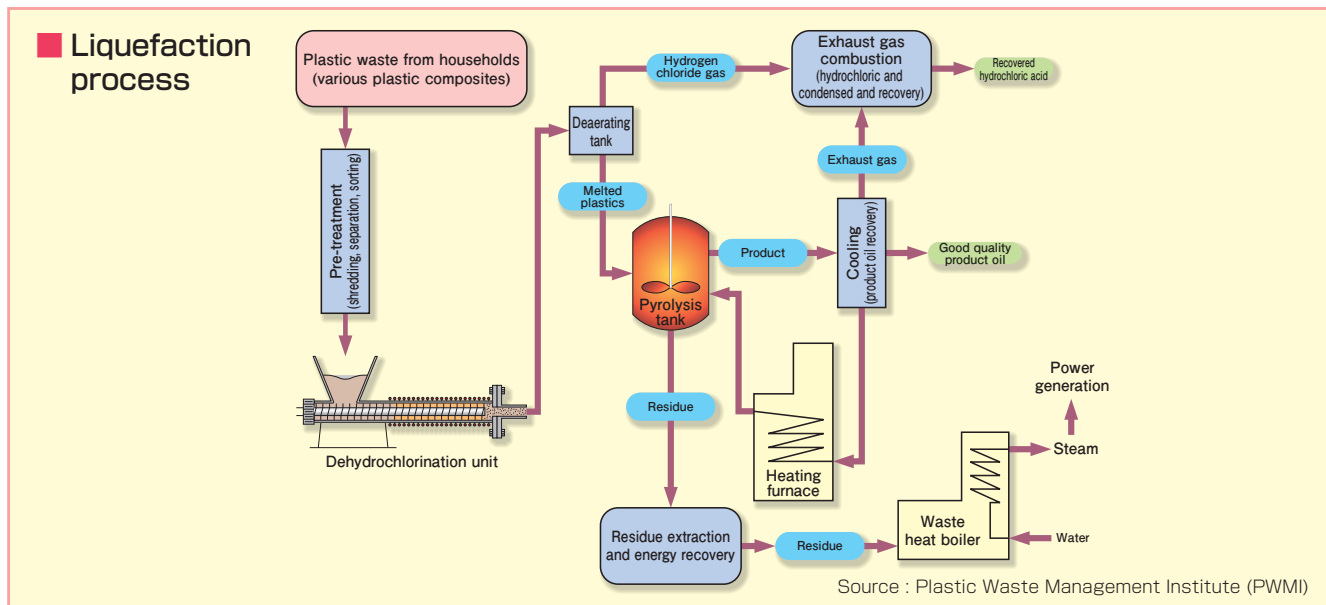 Liquefaction
process
Plastic waste from households
(various plastic composites)
Pre-treatment
(shredding, separation, sorting)
Dehydrochlorination unit
Deaerating
tank
Hydrogen
chloride gas
Exhaust gas
combustion
(hydrochloric and
condensed and recovery)
Recovered
hydrochloric acid
Exhaust gas
Melted
plastics
Pyrolysis
tank
Product
Cooling
(product oil recovery)
Good quality
product oil
Residue
Heating
furnace
Residue extraction
and energy recovery
Residue
Waste
heat boiler
Power
generation
Steam
Water
Source : Plastic Waste Management Institute (PWMI)